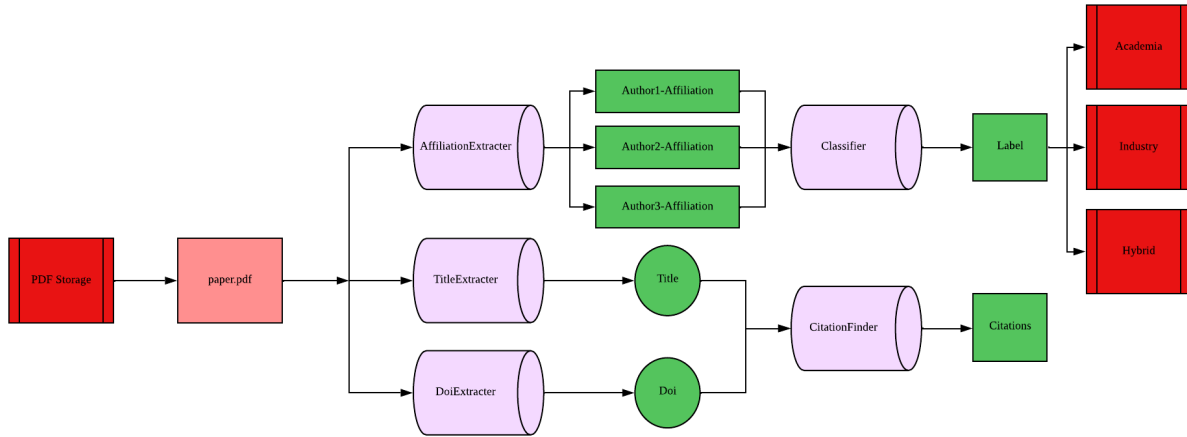 Academia
Author1-Affiliation
AffiliationExtracter
Author2-Affiliation
Classifier
Label
Industry
Author3-Affiliation
Hybrid
PDF Storage
paper.pdf
TitleExtracter
Title
CitationFinder
Citations
DoiExtracter
Doi